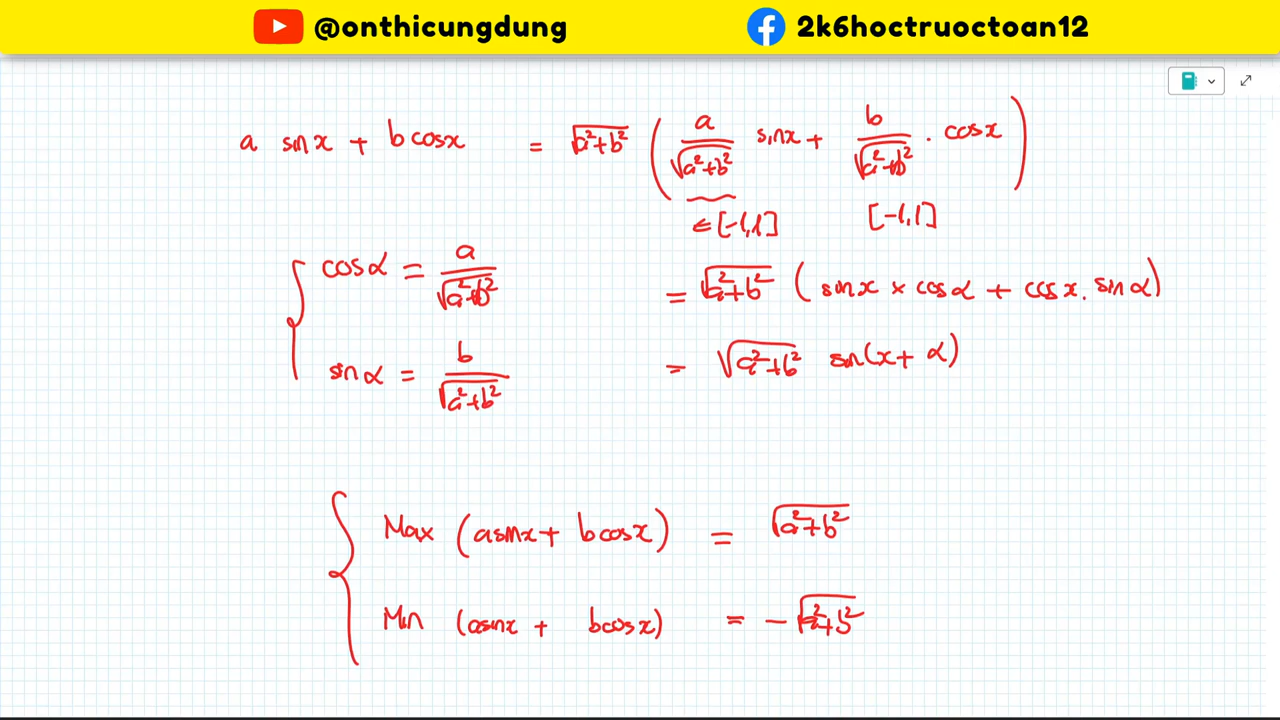 @onthicungdung 2k6hoctruoctoan12
a sinx + b cosx = √(a²+b²) ( a/√(a²+b²) sinx + b/√(a²+b²) . cosx )
∈ [-1,1] [-1,1]
{ cosα = a/√(a²+b²) = √(a²+b²) ( sinx × cosα + cosx . sinα )
sinα = b/√(a²+b²) = √(a²+b²) sin(x + α)
{ Max (asinx + bcosx) = √(a²+b²)
Min (asinx + bcosx) = - √(a²+b²)